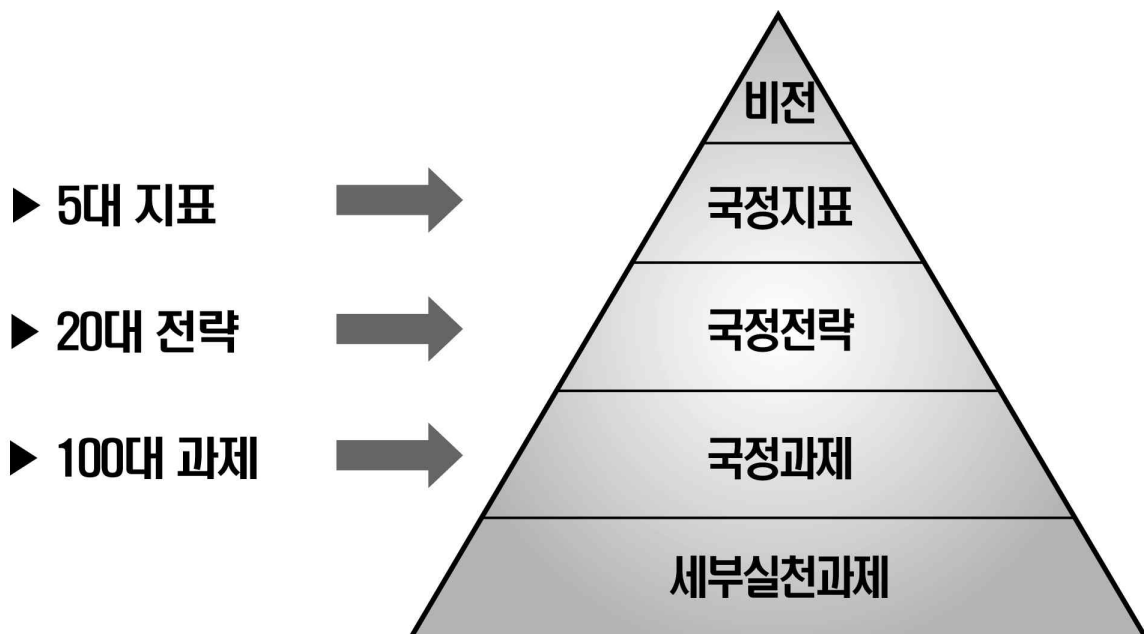 비전
▶ 5대 지표
국정지표
▶ 20대 전략
국정전략
▶ 100대 과제
국정과제
세부실천과제